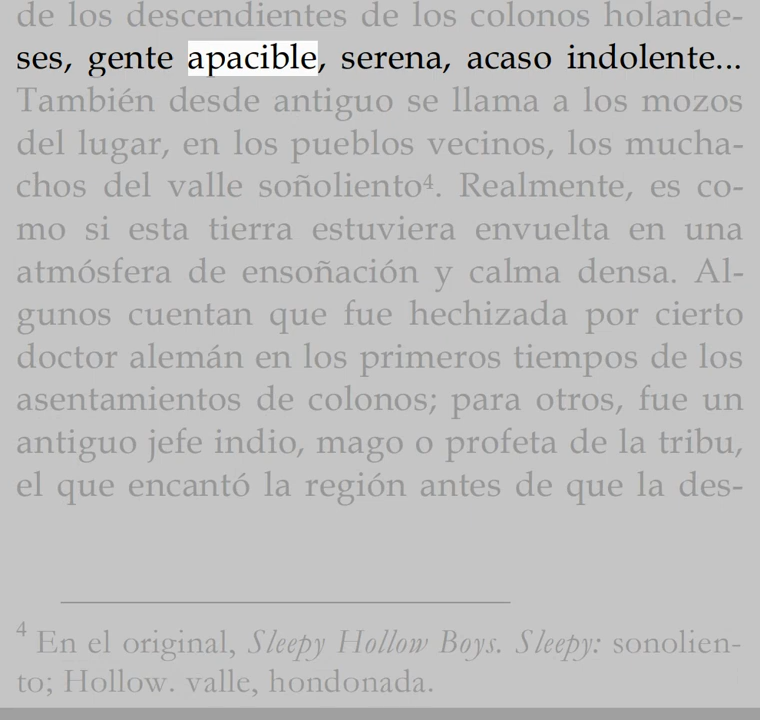 de los descendientes de los colonos holande-
ses, gente apacible, serena, acaso indolente...
También desde antiguo se llama a los mozos
del lugar, en los pueblos vecinos, los mucha-
chos del valle soñoliento⁴. Realmente, es co-
mo si esta tierra estuviera envuelta en una
atmósfera de ensoñación y calma densa. Al-
gunos cuentan que fue hechizada por cierto
doctor alemán en los primeros tiempos de los
asentamientos de colonos; para otros, fue un
antiguo jefe indio, mago o profeta de la tribu,
el que encantó la región antes de que la des-
⁴ En el original, Sleepy Hollow Boys. Sleepy: sonolien-
to; Hollow. valle, hondonada.